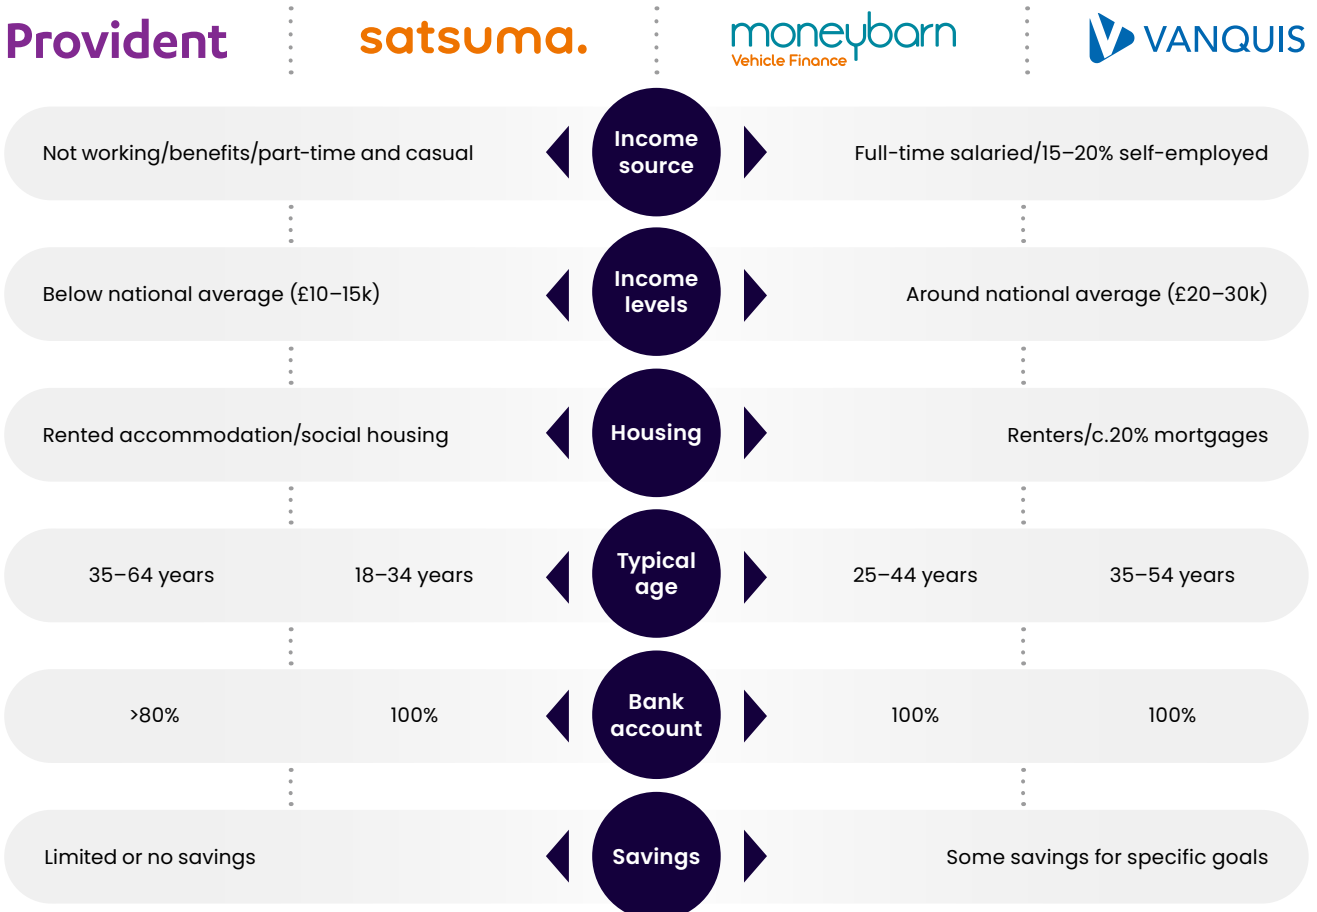 Provident
satsuma.
moneybarn
Vehicle Finance
VANQUIS
Not working/benefits/part-time and casual
Income
source
Full-time salaried/15–20% self-employed
Below national average (£10–15k)
Income
levels
Around national average (£20–30k)
Rented accommodation/social housing
Housing
Renters/c.20% mortgages
35–64 years
18–34 years
Typical
age
25–44 years
35–54 years
>80%
100%
Bank
account
100%
100%
Limited or no savings
Savings
Some savings for specific goals